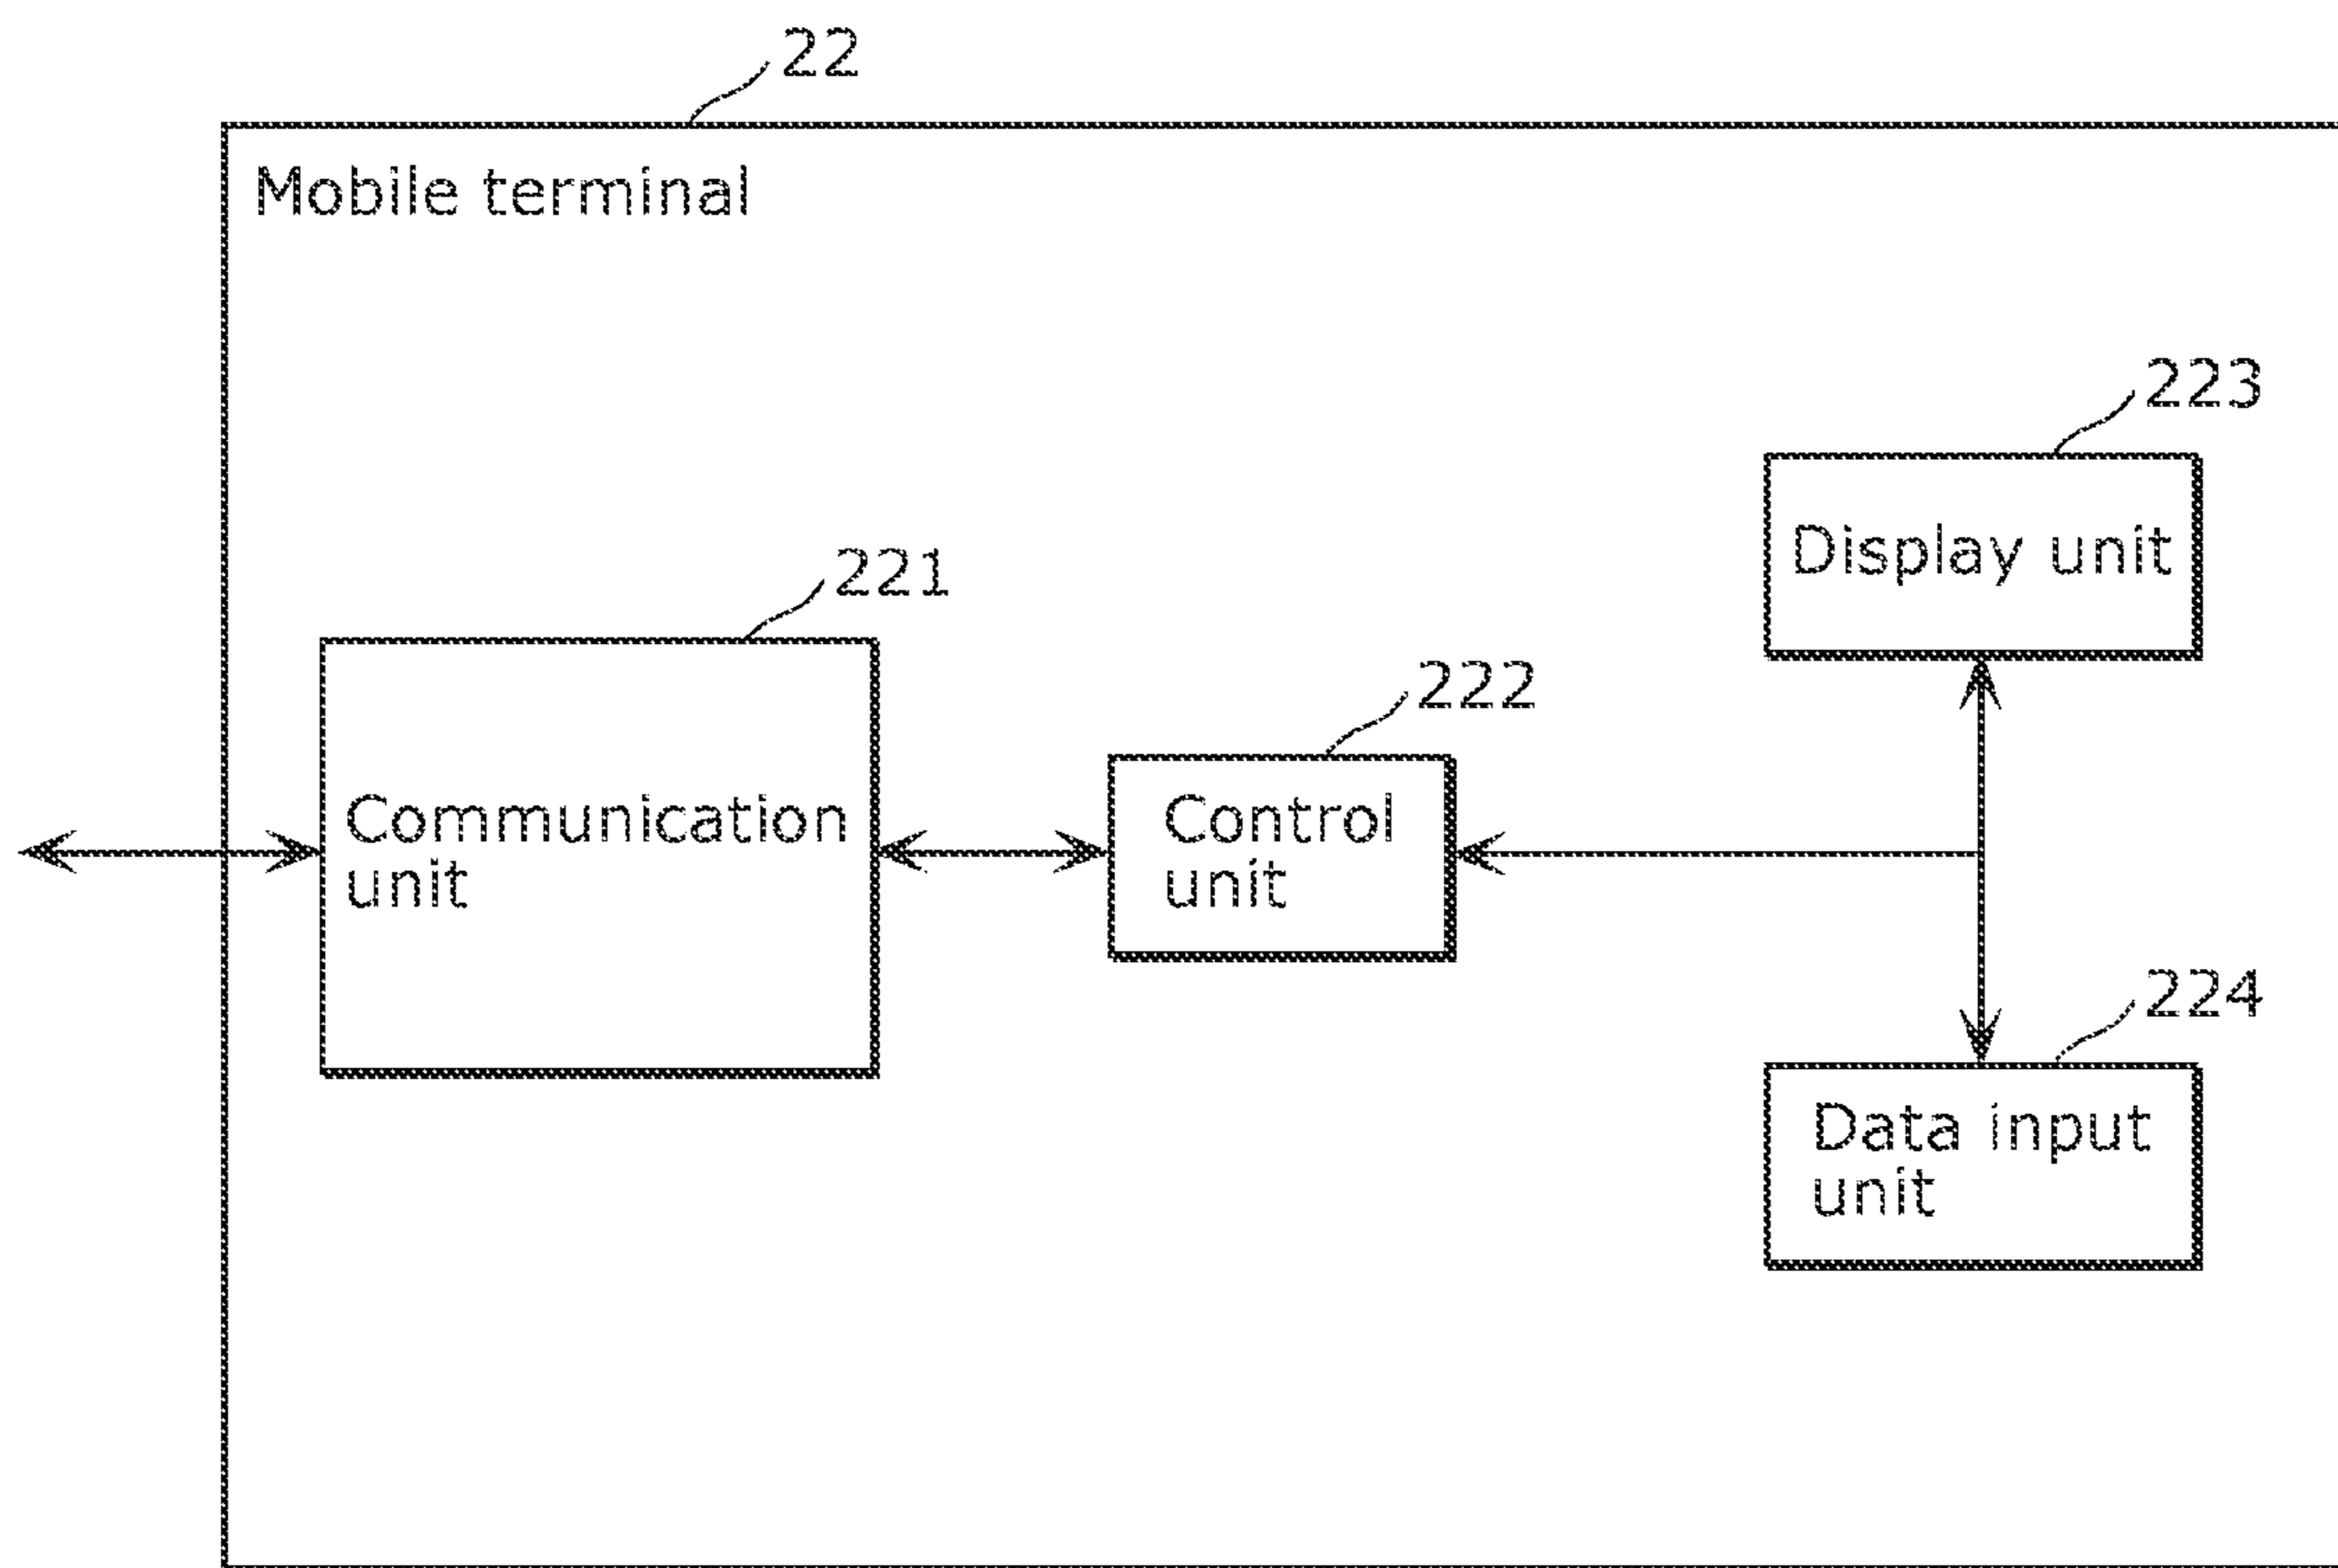 22
Mobile terminal
223
Display unit
221
222
Communication
unit
Control
unit
224
Data input
unit